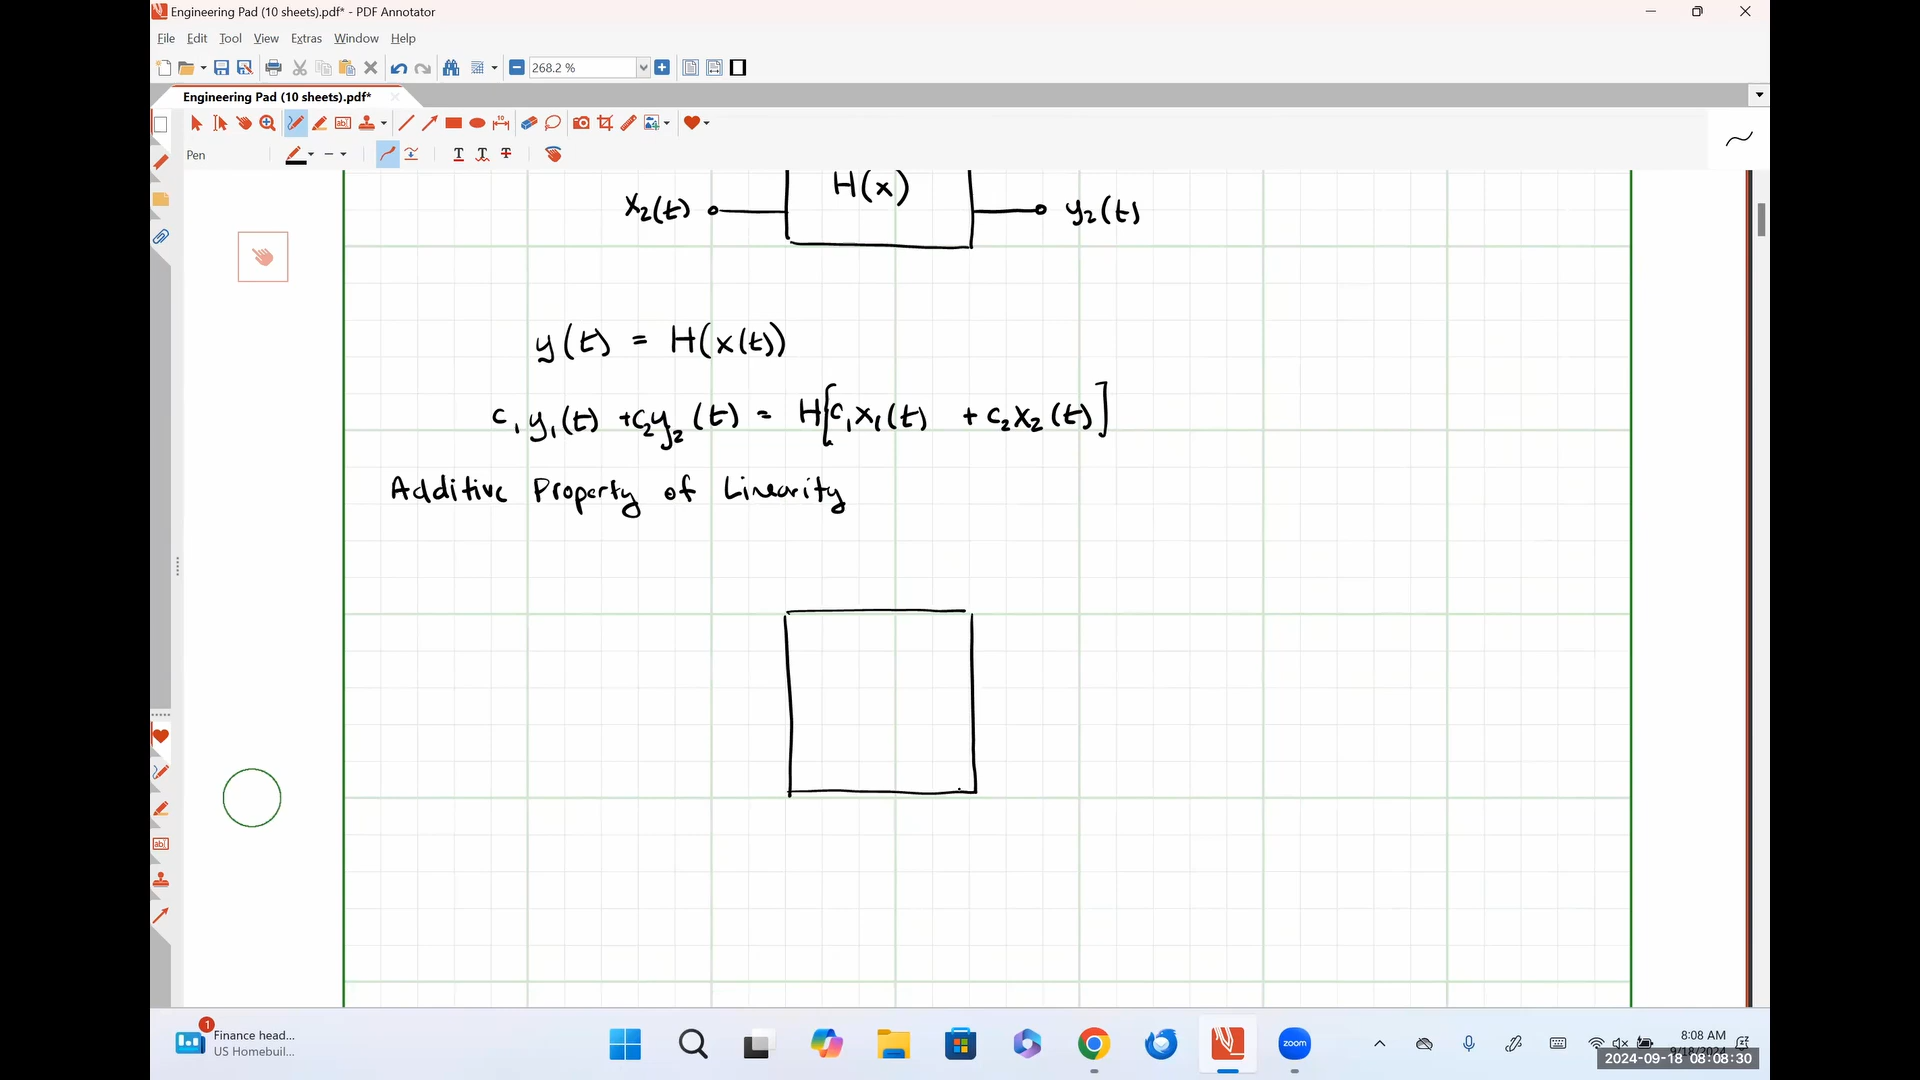 Engineering Pad (10 sheets).pdf* - PDF Annotator
File Edit Tool View Extras Window Help
268.2 %
Engineering Pad (10 sheets).pdf*
Pen
H(x)
x₂(t) y₂(t)
y(t) = H(x(t))
c₁y₁(t) + c₂y₂(t) = H[c₁x₁(t) + c₂x₂(t)]
Additive Property of Linearity
1
Finance head...
US Homebuil...
zoom
8:08 AM
2024-09-18 08:08:30